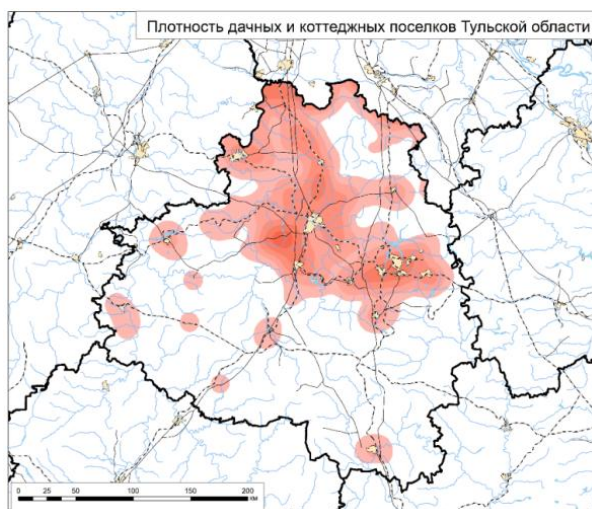 Плотность дачных и коттеджных поселков Тульской области
0 25 50 100 150 200
км